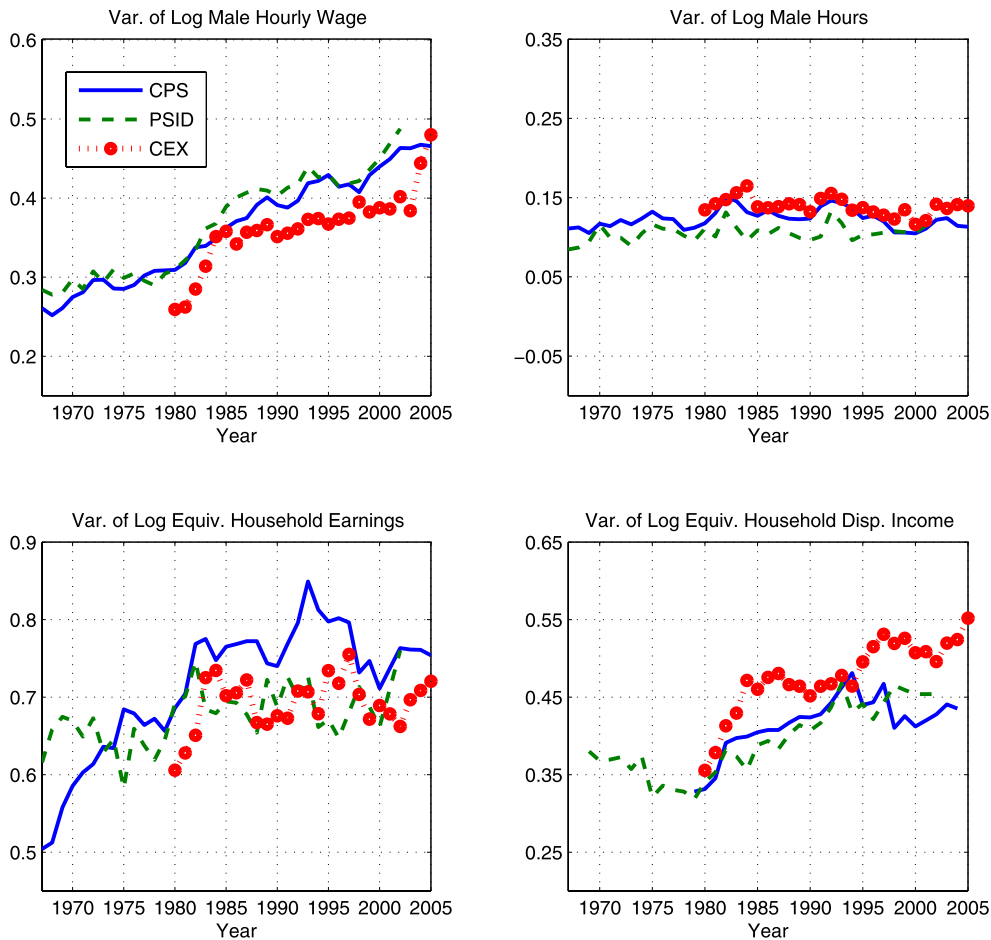 Var. of Log Male Hourly Wage
0.6
0.5
0.4
0.3
0.2
CPS
PSID
CEX
1970 1975 1980 1985 1990 1995 2000 2005
Year
Var. of Log Male Hours
0.35
0.25
0.15
0.05
−0.05
1970 1975 1980 1985 1990 1995 2000 2005
Year
Var. of Log Equiv. Household Earnings
0.9
0.8
0.7
0.6
0.5
1970 1975 1980 1985 1990 1995 2000 2005
Year
Var. of Log Equiv. Household Disp. Income
0.65
0.55
0.45
0.35
0.25
1970 1975 1980 1985 1990 1995 2000 2005
Year